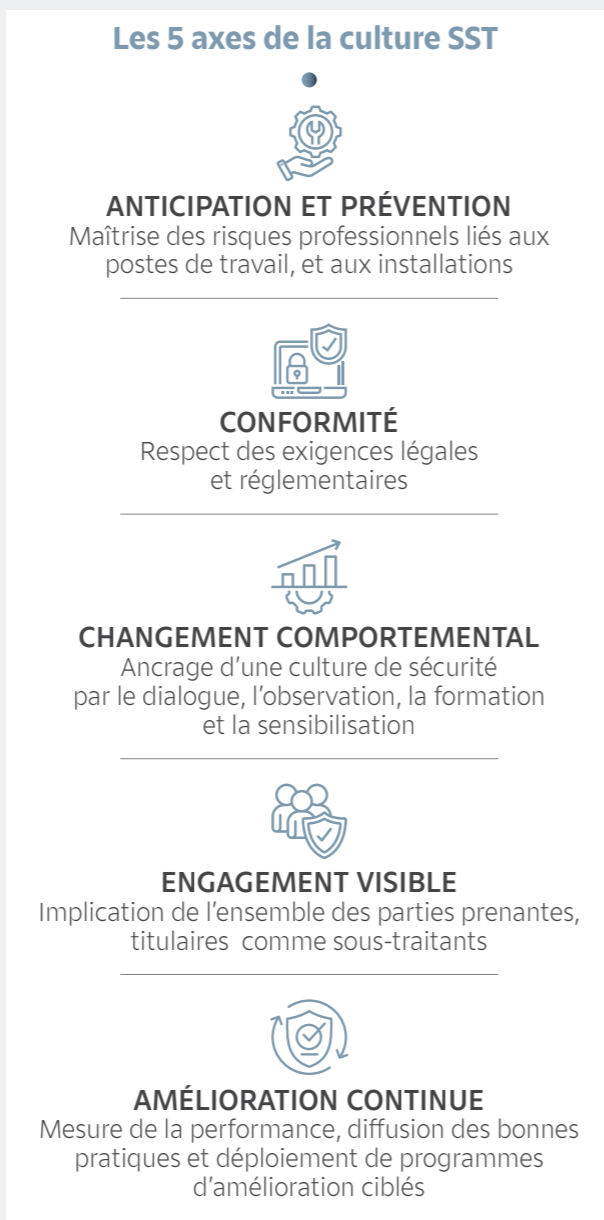 Les 5 axes de la culture SST
ANTICIPATION ET PRÉVENTION
Maîtrise des risques professionnels liés aux
postes de travail, et aux installations
CONFORMITÉ
Respect des exigences légales
et réglementaires
CHANGEMENT COMPORTEMENTAL
Ancrage d’une culture de sécurité
par le dialogue, l’observation, la formation
et la sensibilisation
ENGAGEMENT VISIBLE
Implication de l’ensemble des parties prenantes,
titulaires comme sous-traitants
AMÉLIORATION CONTINUE
Mesure de la performance, diffusion des bonnes
pratiques et déploiement de programmes
d’amélioration ciblés